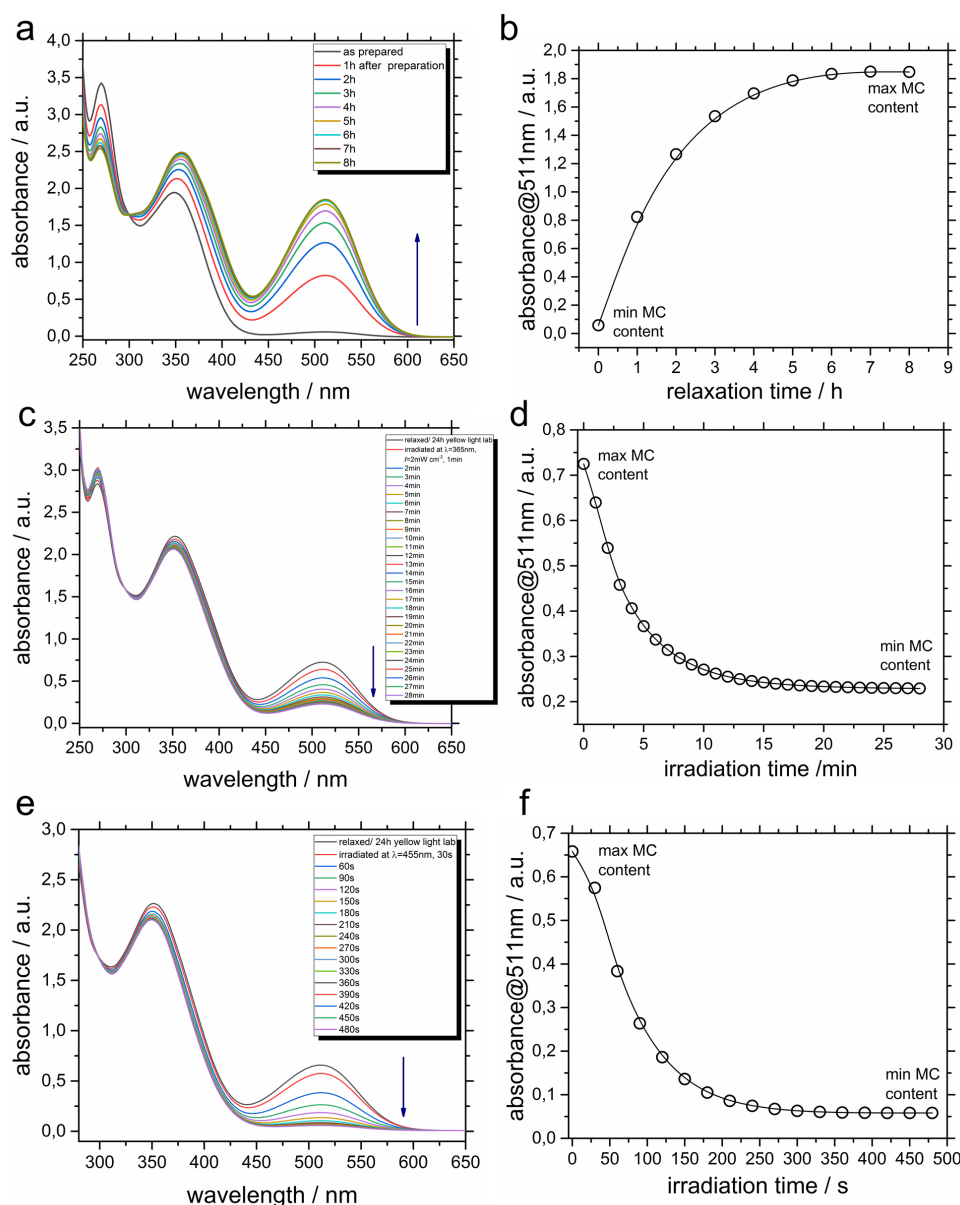 a
4,0
3,5
3,0
2,5
2,0
1,5
1,0
0,5
0,0
absorbance / a.u.
250 300 350 400 450 500 550 600 650
wavelength / nm
as prepared
1h after preparation
2h
3h
4h
5h
6h
7h
8h
b
2,0
1,8
1,6
1,4
1,2
1,0
0,8
0,6
0,4
0,2
0,0
absorbance@511nm / a.u.
max MC
content
min MC
content
0 1 2 3 4 5 6 7 8 9
relaxation time / h
c
3,5
3,0
2,5
2,0
1,5
1,0
0,5
0,0
absorbance / a.u.
250 300 350 400 450 500 550 600 650
wavelength / nm
relaxed/ 24h yellow light lab
irradiated at λ=365nm,
I=2mW cm⁻², 1min
2min
3min
4min
5min
6min
7min
8min
9min
10min
11min
12min
13min
14min
15min
16min
17min
18min
19min
20min
21min
22min
23min
24min
25min
26min
27min
28min
d
0,8
0,7
0,6
0,5
0,4
0,3
0,2
absorbance@511nm / a.u.
max MC
content
min MC
content
0 5 10 15 20 25 30
irradiation time /min
e
3,0
2,5
2,0
1,5
1,0
0,5
0,0
absorbance / a.u.
300 350 400 450 500 550 600 650
wavelength / nm
relaxed/ 24h yellow light lab
irradiated at λ=455nm, 30s
60s
90s
120s
150s
180s
210s
240s
270s
300s
330s
360s
390s
420s
450s
480s
f
0,7
0,6
0,5
0,4
0,3
0,2
0,1
0,0
absorbance@511nm / a.u.
max MC
content
min MC
content
0 50 100 150 200 250 300 350 400 450 500
irradiation time / s